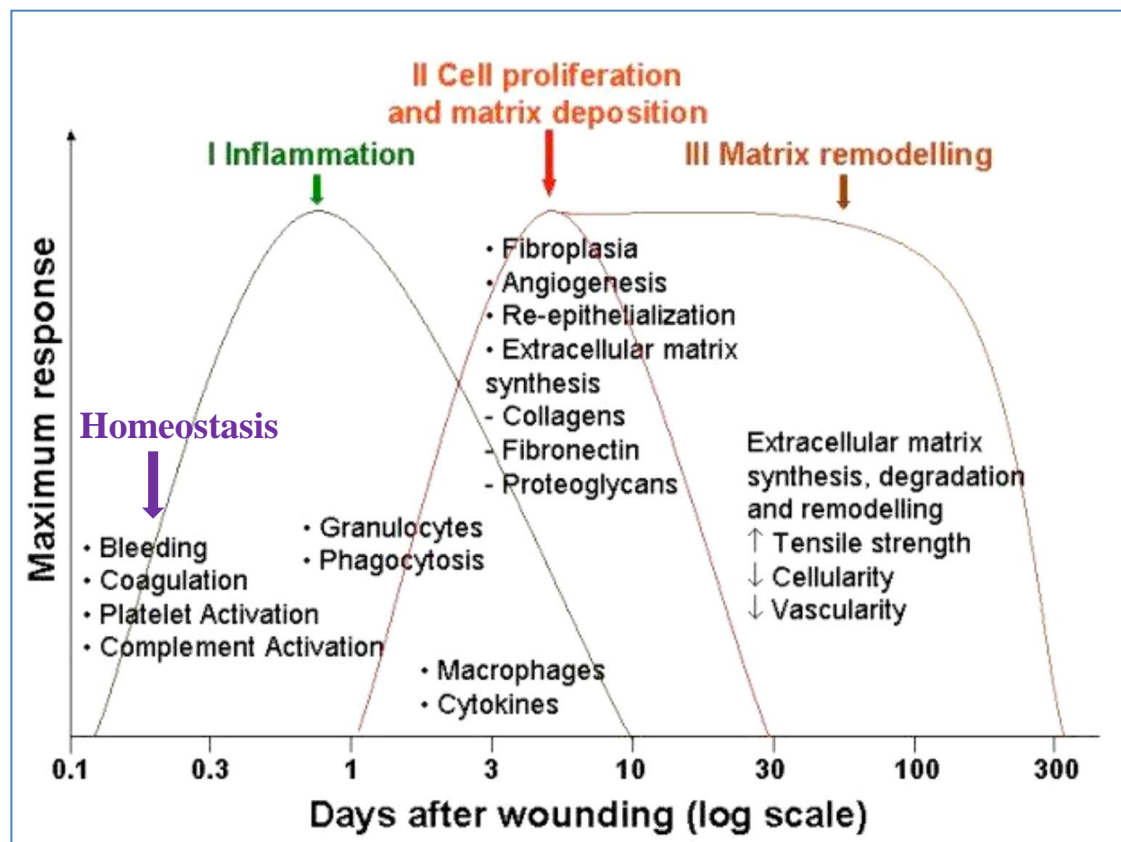 II Cell proliferation
and matrix deposition
I Inflammation
III Matrix remodelling
Maximum response
Homeostasis
• Bleeding
• Coagulation
• Platelet Activation
• Complement Activation
• Granulocytes
• Phagocytosis
• Macrophages
• Cytokines
• Fibroplasia
• Angiogenesis
• Re-epithelialization
• Extracellular matrix
synthesis
- Collagens
- Fibronectin
- Proteoglycans
Extracellular matrix
synthesis, degradation
and remodelling
↑ Tensile strength
↓ Cellularity
↓ Vascularity
0.1 0.3 1 3 10 30 100 300
Days after wounding (log scale)